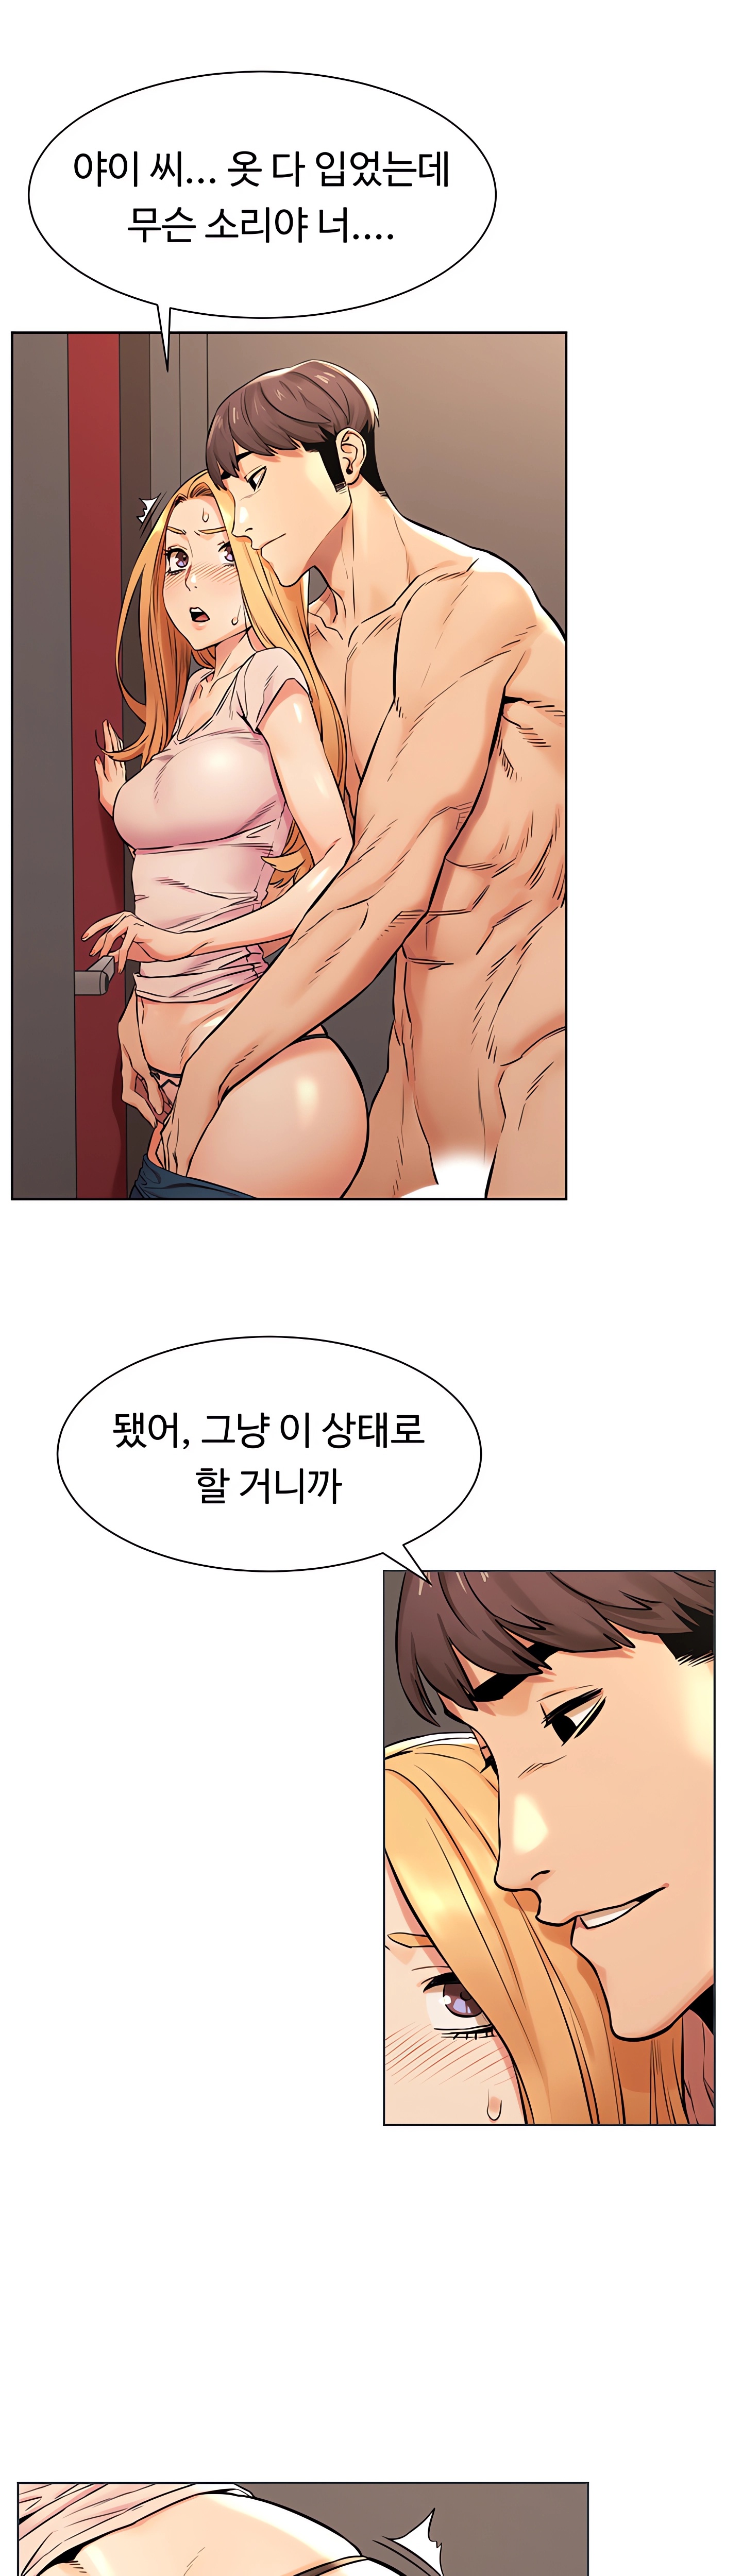 야이 씨... 옷 다 입었는데
무슨 소리야 너....
됐어, 그냥 이 상태로
할 거니까